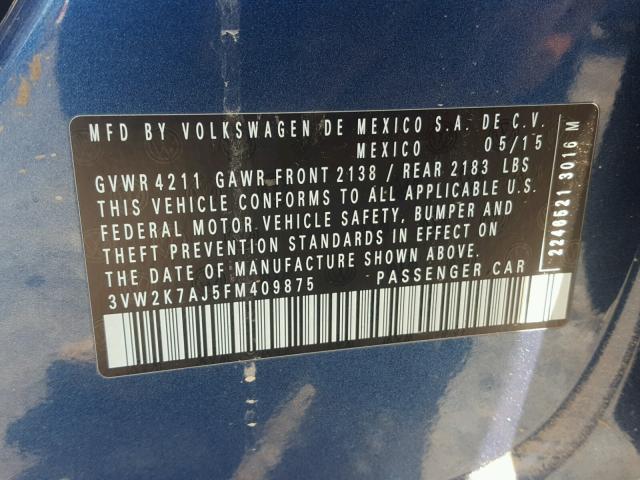 MFD BY VOLKSWAGEN DE MEXICO S.A. DE C.V.
MEXICO 05/15
GVWR 4211 GAWR FRONT 2138 / REAR 2183 LBS
THIS VEHICLE CONFORMS TO ALL APPLICABLE U.S.
FEDERAL MOTOR VEHICLE SAFETY, BUMPER AND
THEFT PREVENTION STANDARDS IN EFFECT ON
THE DATE OF MANUFACTURE SHOWN ABOVE.
3VW2K7AJ5FM409875 PASSENGER CAR
2249521 3016 M